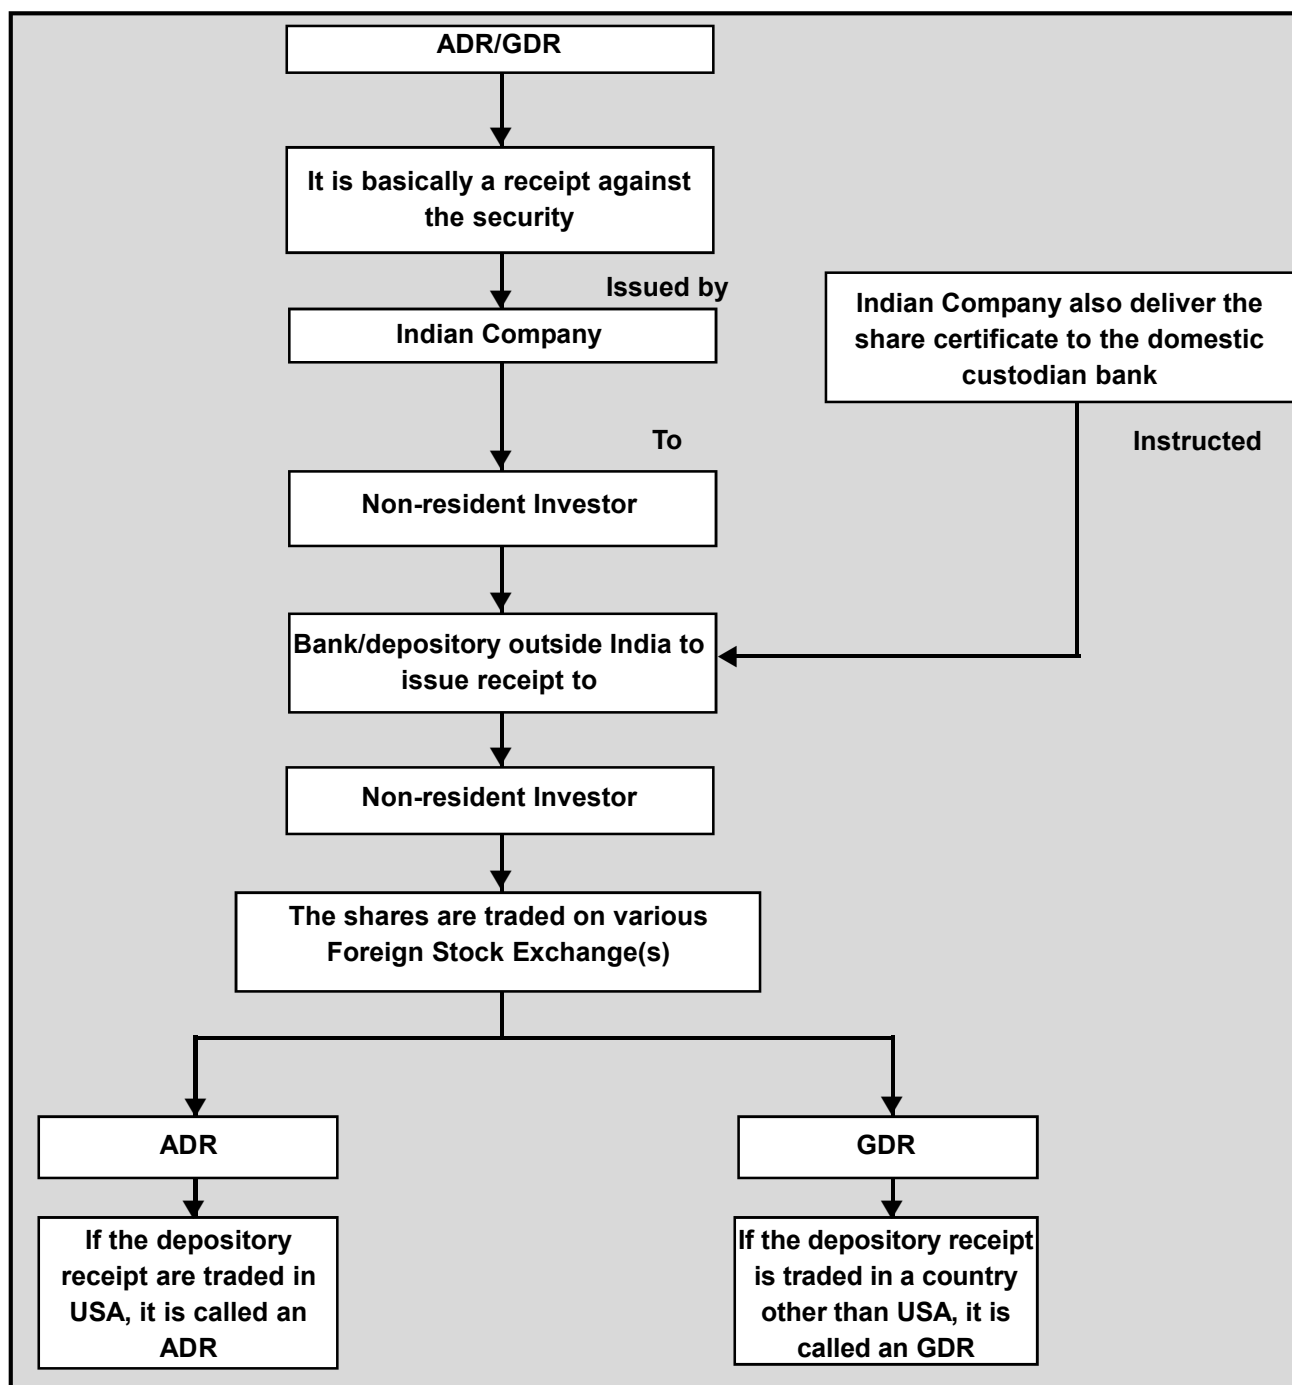 ADR/GDR
It is basically a receipt against
the security
Issued by
Indian Company
Indian Company also deliver the
share certificate to the domestic
custodian bank
To
Instructed
Non-resident Investor
Bank/depository outside India to
issue receipt to
Non-resident Investor
The shares are traded on various
Foreign Stock Exchange(s)
ADR
GDR
If the depository
receipt are traded in
USA, it is called an
ADR
If the depository receipt
is traded in a country
other than USA, it is
called an GDR